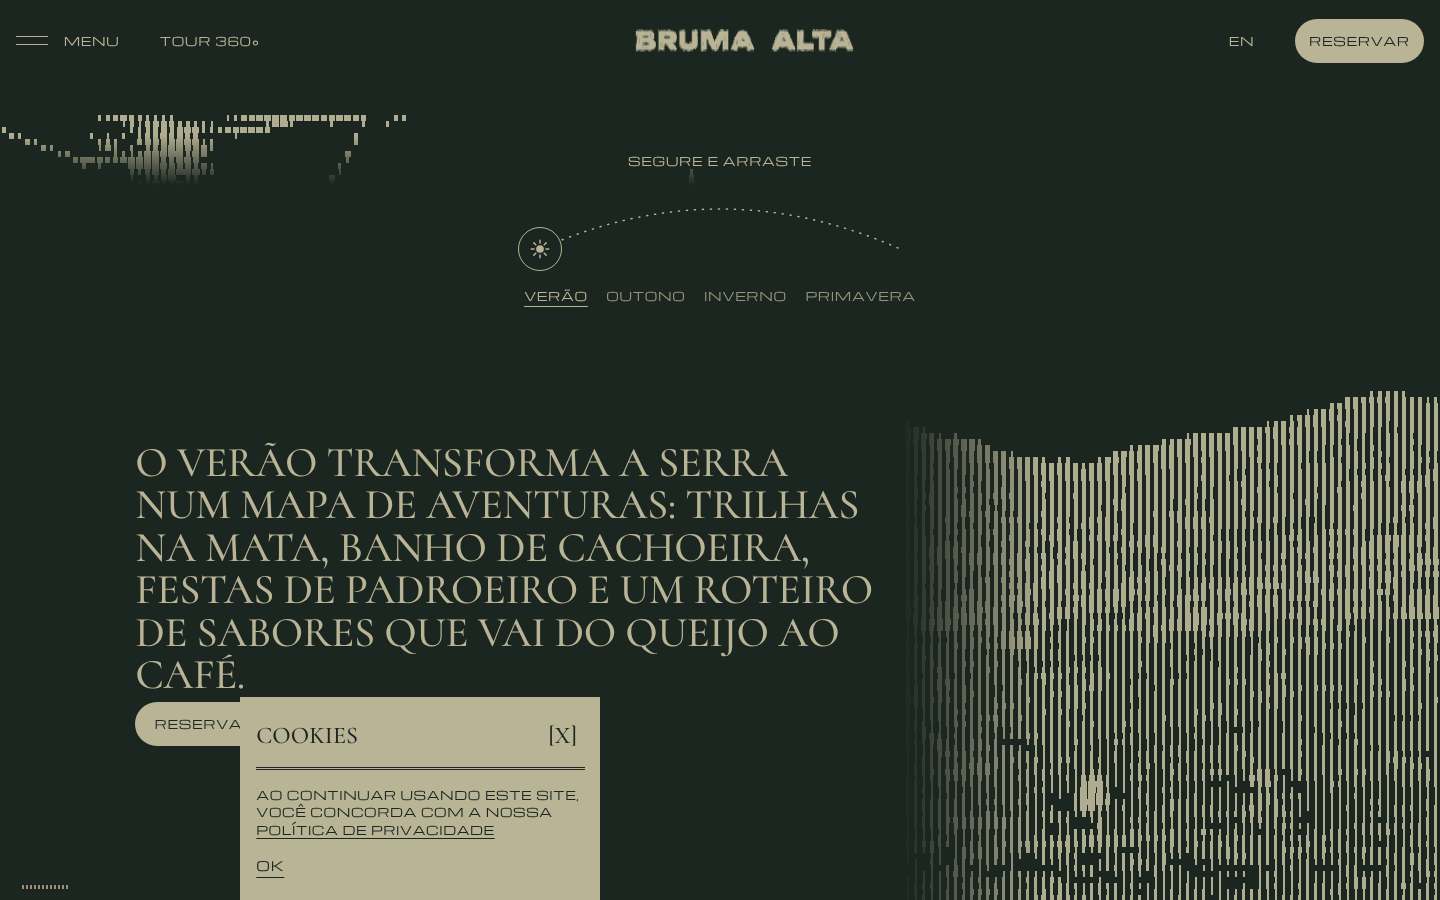 MENU
TOUR 360°
BRUMA ALTA
EN
RESERVAR
SEGURE E ARRASTE
VERÃO
OUTONO
INVERNO
PRIMAVERA
O VERÃO TRANSFORMA A SERRA
NUM MAPA DE AVENTURAS: TRILHAS
NA MATA, BANHO DE CACHOEIRA,
FESTAS DE PADROEIRO E UM ROTEIRO
DE SABORES QUE VAI DO QUEIJO AO
CAFÉ.
COOKIES
[X]
AO CONTINUAR USANDO ESTE SITE,
VOCÊ CONCORDA COM A NOSSA
POLÍTICA DE PRIVACIDADE
OK